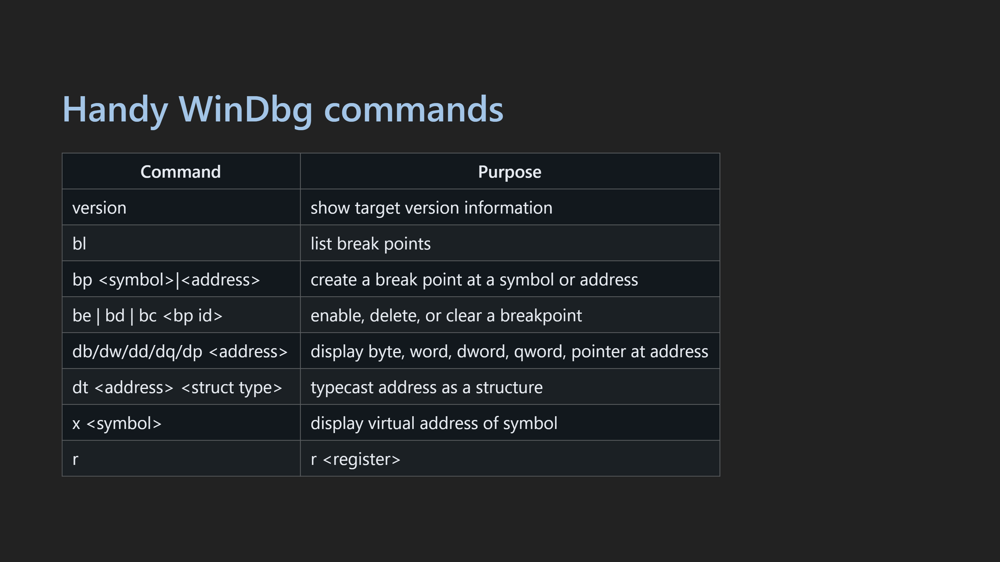 Handy WinDbg commands
Command Purpose
version show target version information
bl list break points
bp <symbol>|<address> create a break point at a symbol or address
be | bd | bc <bp id> enable, delete, or clear a breakpoint
db/dw/dd/dq/dp <address> display byte, word, dword, qword, pointer at address
dt <address> <struct type> typecast address as a structure
x <symbol> display virtual address of symbol
r r <register>